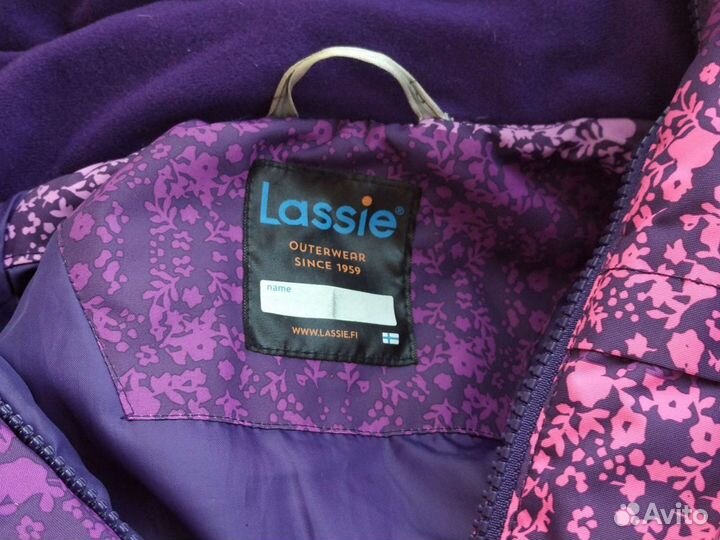 Lassie®
OUTERWEAR
SINCE 1959
name
WWW.LASSIE.FI
Avito